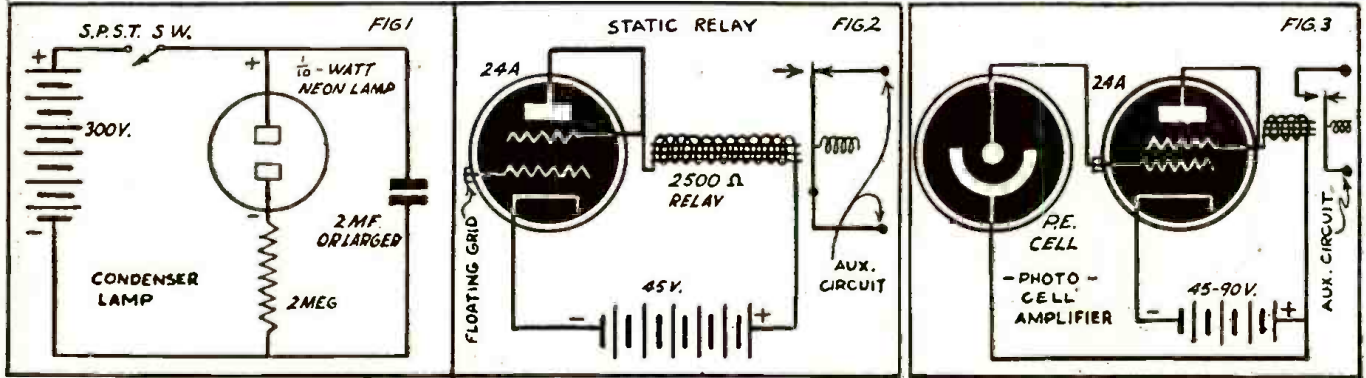 FIG 1
S.P.S.T. SW.
+
+
1/10-WATT
NEON LAMP
300V.
-
-
2 MF.
OR LARGER
CONDENSER
LAMP
2 MEG
STATIC RELAY
FIG. 2
24A
2500 Ω
RELAY
FLOATING GRID
AUX.
CIRCUIT
45V.
-
+
FIG. 3
24A
P.E.
CELL
-PHOTO-
CELL
AMPLIFIER
45-90V.
-
+
AUX. CIRCUIT